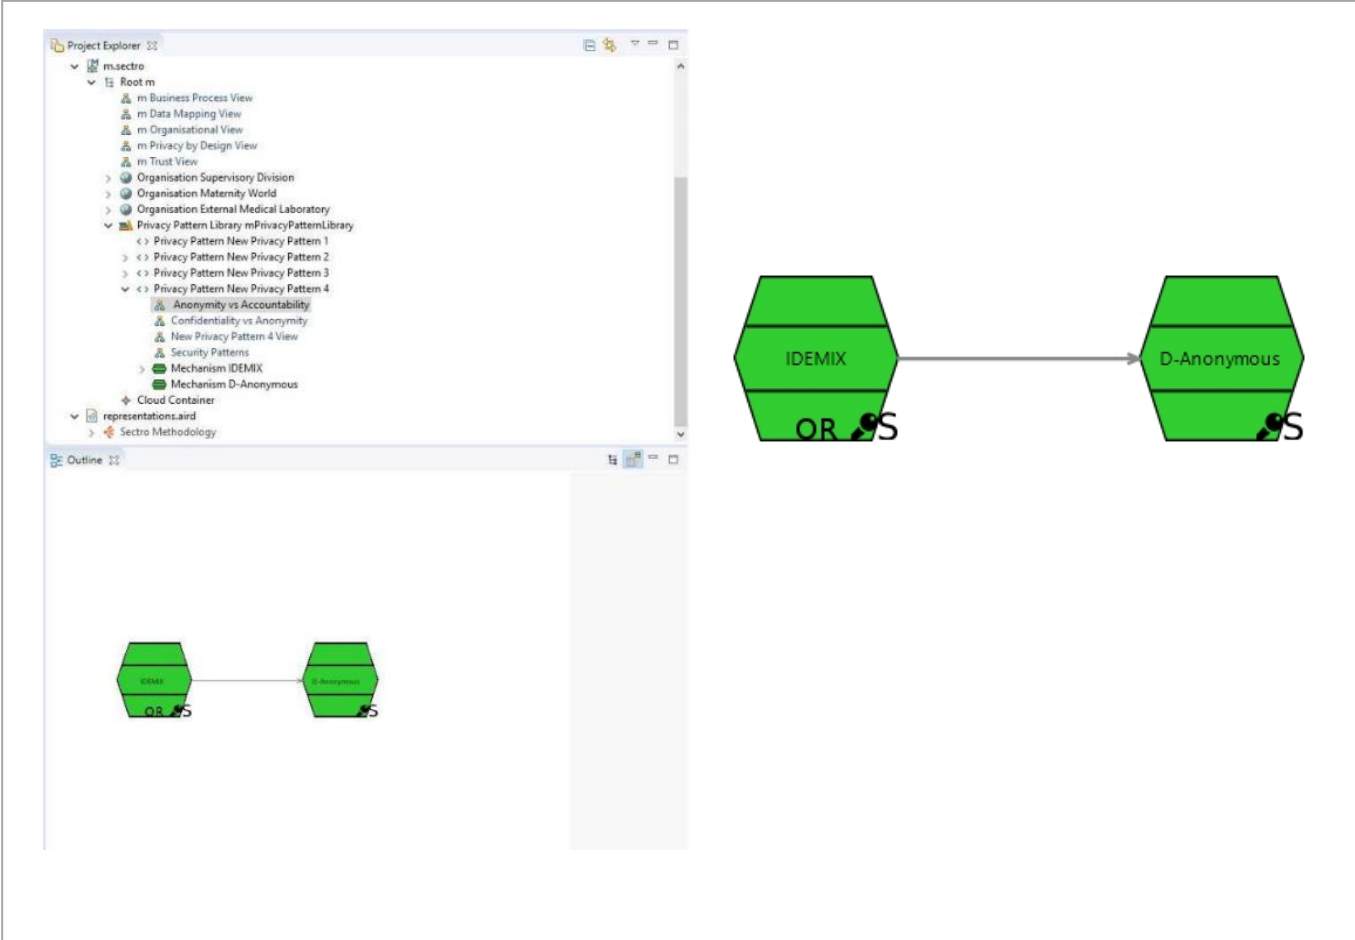 Project Explorer
m.sectro
Root m
m Business Process View
m Data Mapping View
m Organisational View
m Privacy by Design View
m Trust View
Organisation Supervisory Division
Organisation Maternity World
Organisation External Medical Laboratory
Privacy Pattern Library mPrivacyPatternLibrary
<> Privacy Pattern New Privacy Pattern 1
<> Privacy Pattern New Privacy Pattern 2
<> Privacy Pattern New Privacy Pattern 3
<> Privacy Pattern New Privacy Pattern 4
Anonymity vs Accountability
Confidentiality vs Anonymity
New Privacy Pattern 4 View
Security Patterns
Mechanism IDEMIX
Mechanism D-Anonymous
Cloud Container
representations.aird
Sectro Methodology
Outline
IDEMIX
OR S
D-Anonymous
S
IDEMIX
OR S
D-Anonymous
S